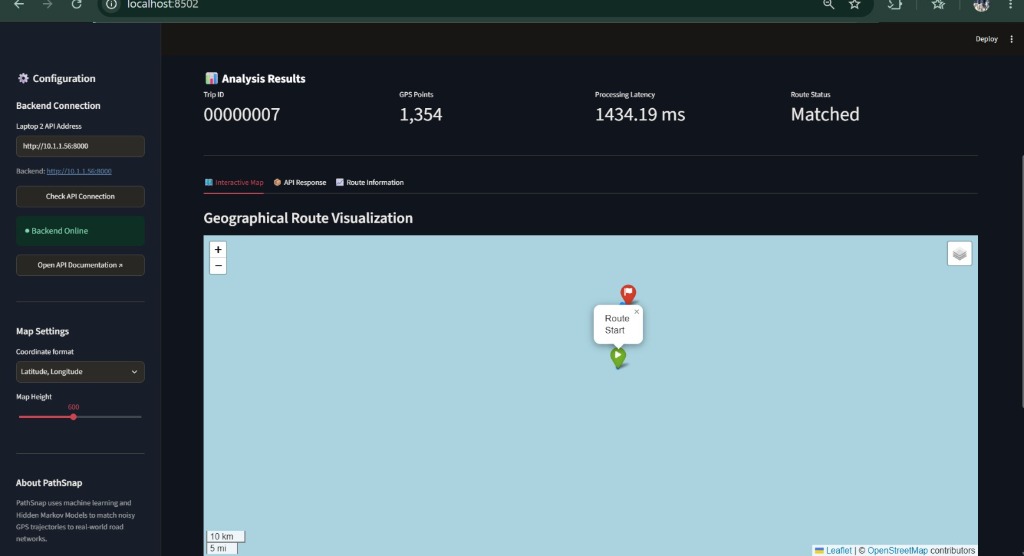 localhost:8502
Deploy
Configuration
Backend Connection
Laptop 2 API Address
http://10.1.1.56:8000
Backend: http://10.1.1.56:8000
Check API Connection
Backend Online
Open API Documentation ↗
Map Settings
Coordinate format
Latitude, Longitude
Map Height
600
About PathSnap
PathSnap uses machine learning and
Hidden Markov Models to match noisy
GPS trajectories to real-world road
networks.
Analysis Results
Trip ID
00000007
GPS Points
1,354
Processing Latency
1434.19 ms
Route Status
Matched
Interactive Map
API Response
Route Information
Geographical Route Visualization
+
−
Route
Start
×
10 km
5 mi
Leaflet | © OpenStreetMap contributors